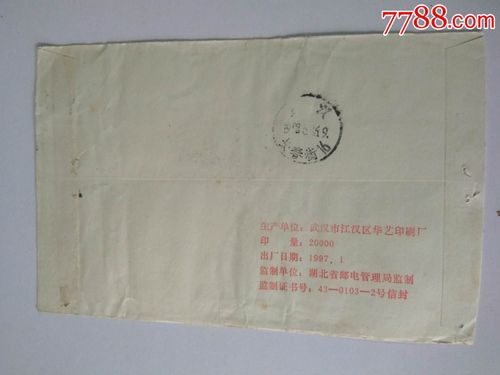 7788.com
生产单位：武汉市江汉区华艺印刷厂
印　　量：20000
出厂日期：1997．1
监制单位：湖北省邮电管理局监制
监制证书号：43—0103—2号信封